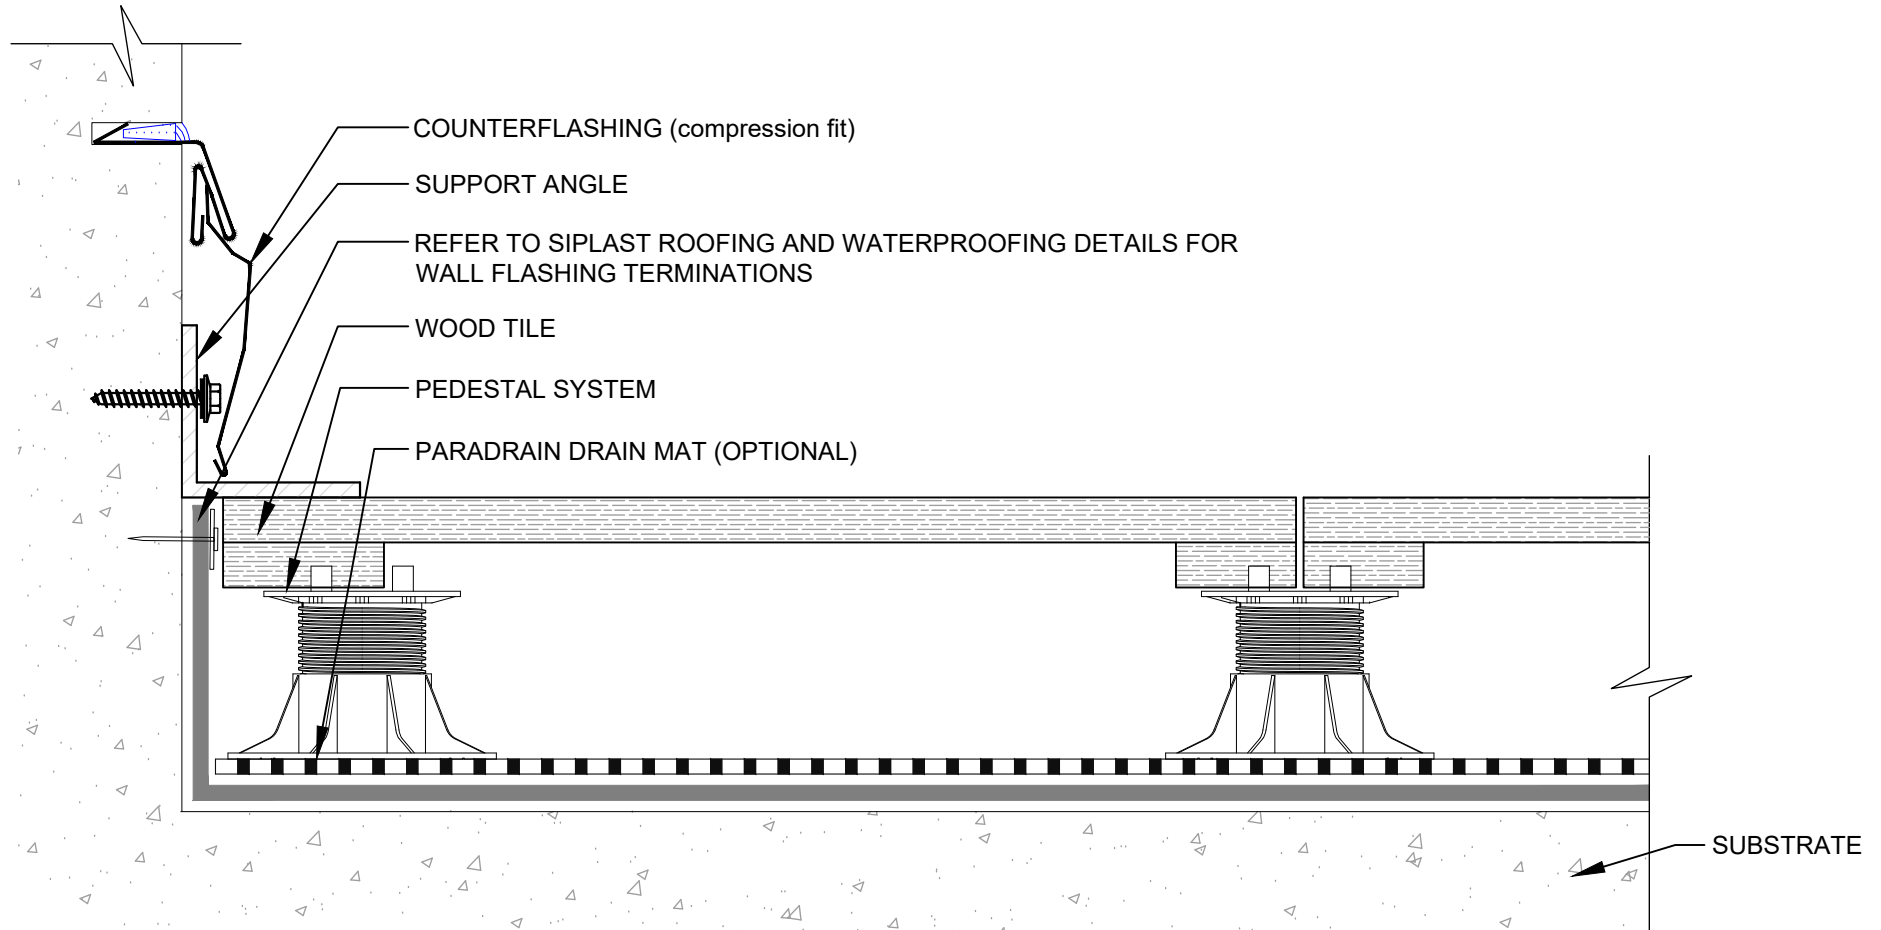 COUNTERFLASHING (compression fit)
SUPPORT ANGLE
REFER TO SIPLAST ROOFING AND WATERPROOFING DETAILS FOR
WALL FLASHING TERMINATIONS
WOOD TILE
PEDESTAL SYSTEM
PARADRAIN DRAIN MAT (OPTIONAL)
SUBSTRATE